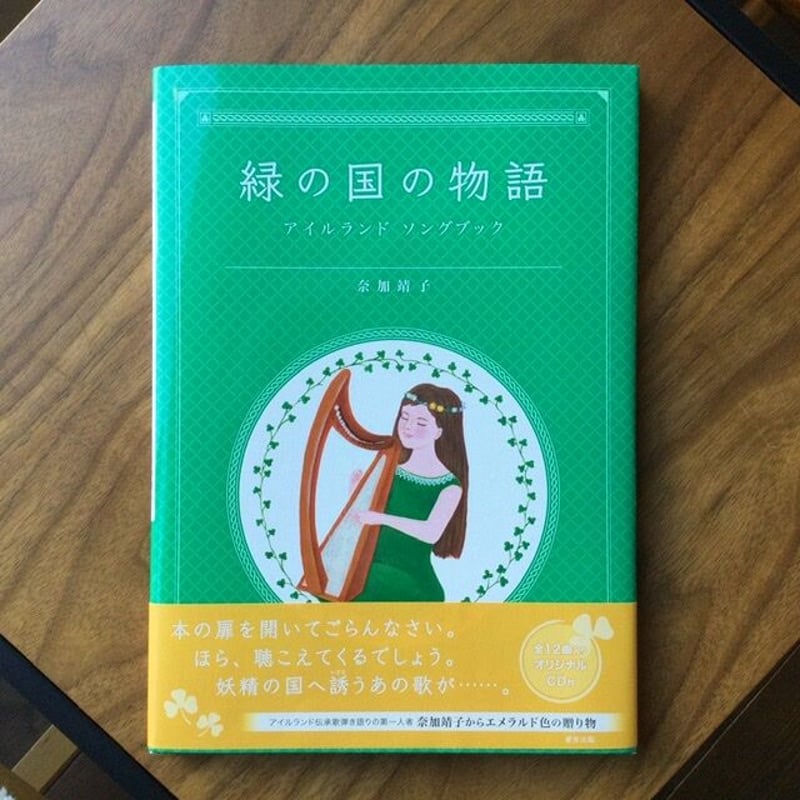 緑の国の物語
アイルランド ソングブック
奈加靖子
本の扉を開いてごらんなさい。
ほら、聴こえてくるでしょう。
妖精の国へ誘うあの歌が……。
全12曲入り
オリジナル
CD付
アイルランド伝承歌弾き語りの第一人者 奈加靖子からエメラルド色の贈り物